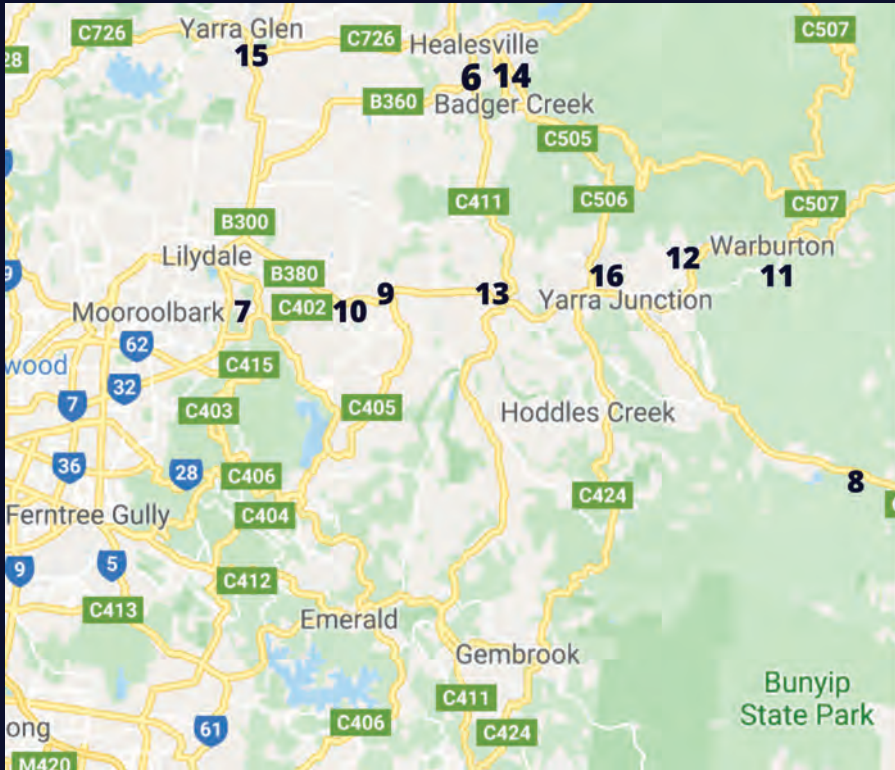 C726
Yarra Glen
15
C726
Healesville
C507
28
6
14
B360
Badger Creek
C505
C411
C506
C507
B300
Lilydale
B380
12
Warburton
9
C402
9
13
16
11
Mooroolbark
7
10
Yarra Junction
62
wood
C415
32
7
C403
C405
Hoddles Creek
36
28
C406
8
C424
C404
Ferntree Gully
9
5
C412
C413
Emerald
Gembrook
Bunyip
State Park
C411
ong
61
C406
C424
M420